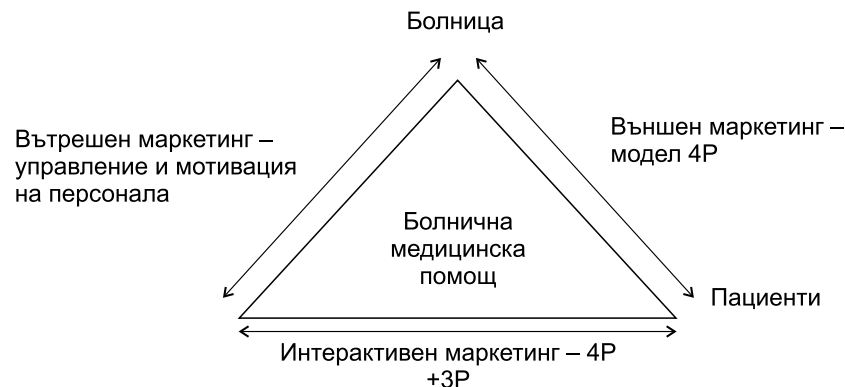 Болница
Вътрешен маркетинг –
управление и мотивация
на персонала
Външен маркетинг –
модел 4P
Болнична
медицинска
помощ
Пациенти
Интерактивен маркетинг – 4P
+3P